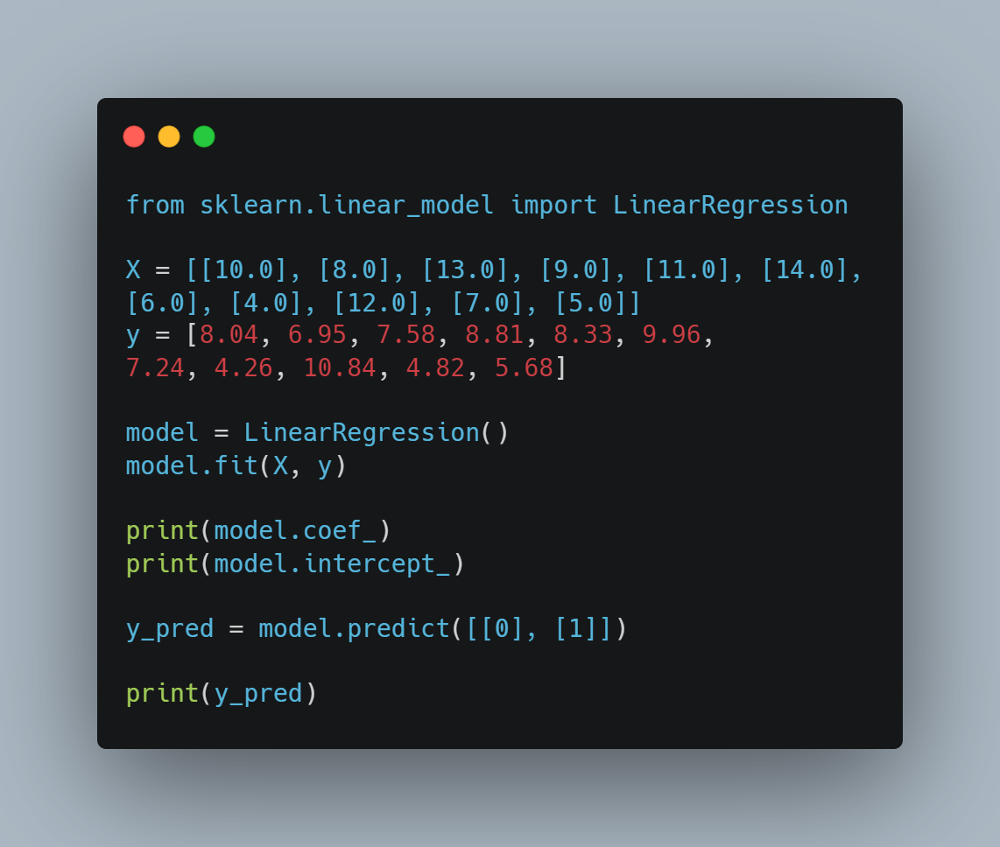 from sklearn.linear_model import LinearRegression
X = [[10.0], [8.0], [13.0], [9.0], [11.0], [14.0],
[6.0], [4.0], [12.0], [7.0], [5.0]]
y = [8.04, 6.95, 7.58, 8.81, 8.33, 9.96,
7.24, 4.26, 10.84, 4.82, 5.68]
model = LinearRegression()
model.fit(X, y)
print(model.coef_)
print(model.intercept_)
y_pred = model.predict([[0], [1]])
print(y_pred)